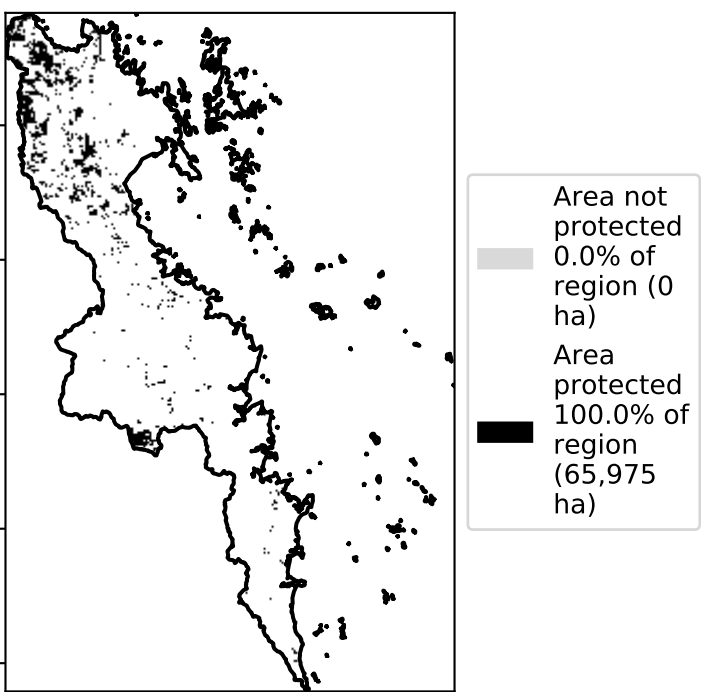 Area not
protected
0.0% of
region (0
ha)
Area
protected
100.0% of
region
(65,975
ha)